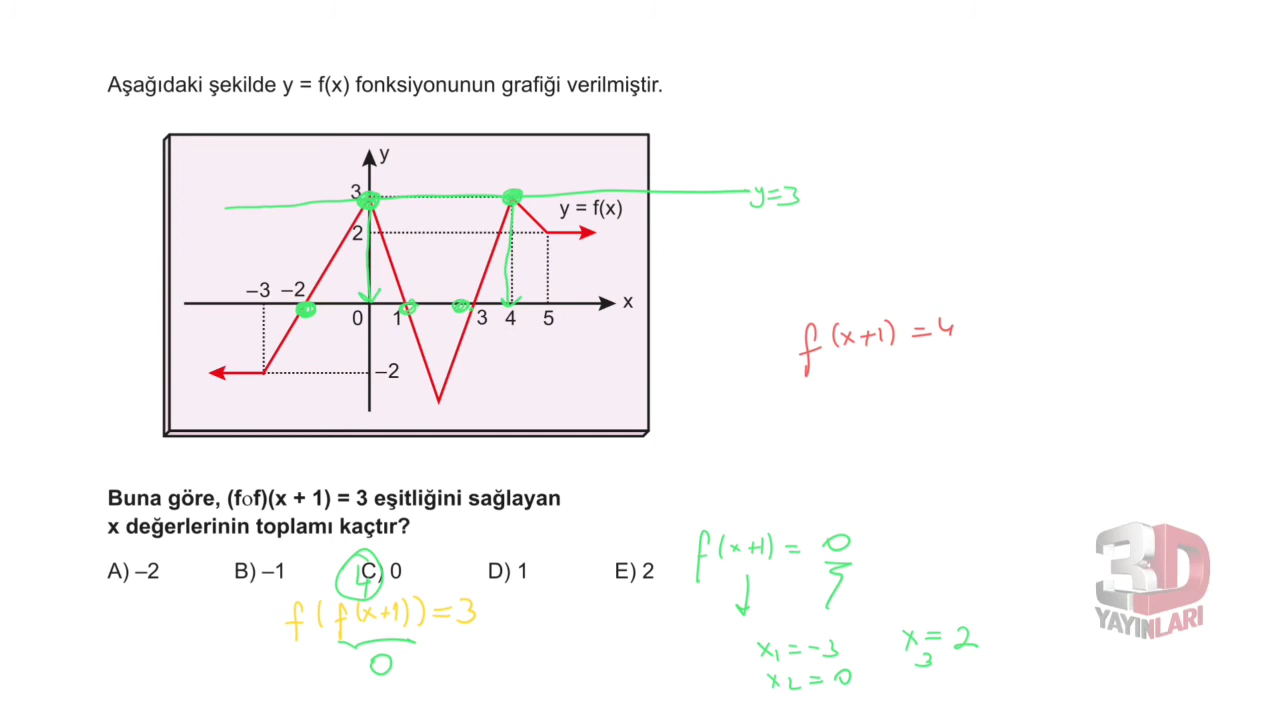 Aşağıdaki şekilde y = f(x) fonksiyonunun grafiği verilmiştir.
y
3
y=3
y = f(x)
2
–3 –2
x
0 1 3 4 5
f(x+1) = 4
–2
Buna göre, (fof)(x + 1) = 3 eşitliğini sağlayan
x değerlerinin toplamı kaçtır?
f(x+1) = 0
A) –2 B) –1 C) 0 D) 1 E) 2
4
f(f(x+1)) = 3
0
x₁ = -3
x₂ = 0
x₃ = 2
3D
YAYINLARI